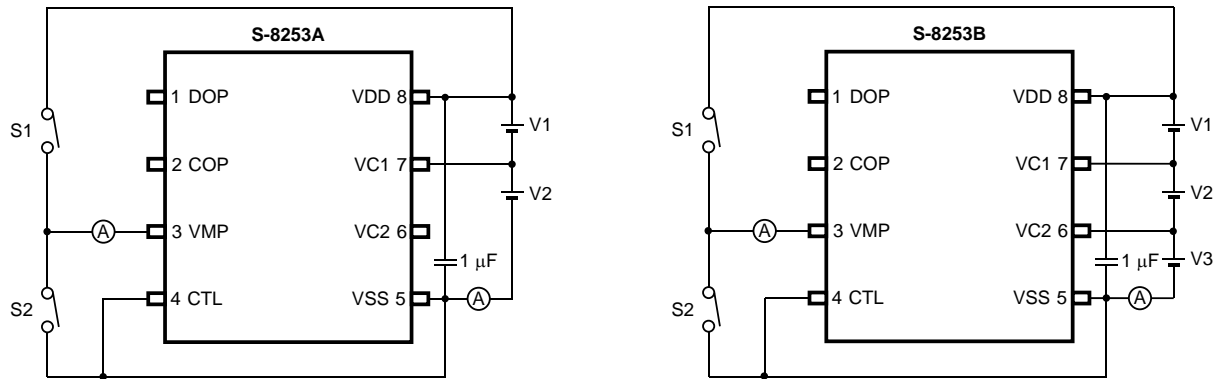 S-8253A
1 DOP
VDD 8
S1
V1
2 COP
VC1 7
V2
A
3 VMP
VC2 6
1 μF
S2
4 CTL
VSS 5
A
S-8253B
1 DOP
VDD 8
S1
V1
2 COP
VC1 7
V2
A
3 VMP
VC2 6
1 μF
V3
S2
4 CTL
VSS 5
A